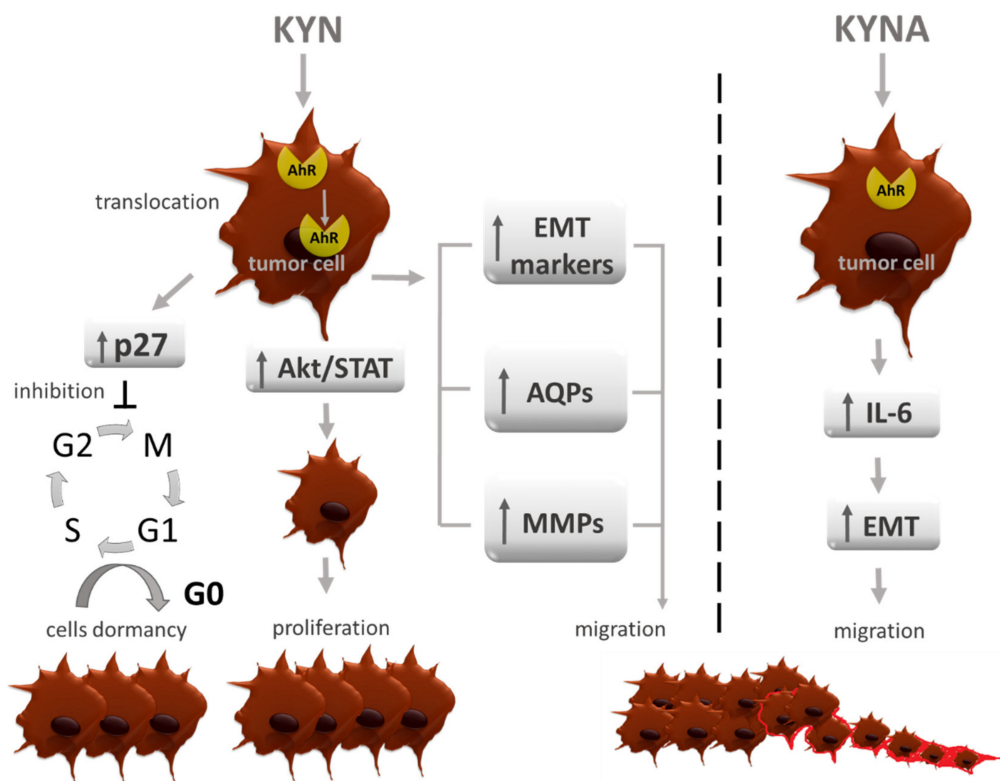 KYN
AhR
translocation
AhR
tumor cell
p27
inhibition
G2
M
S
G1
G0
cells dormancy
Akt/STAT
proliferation
EMT
markers
AQPs
MMPs
migration
KYNA
AhR
tumor cell
IL-6
EMT
migration